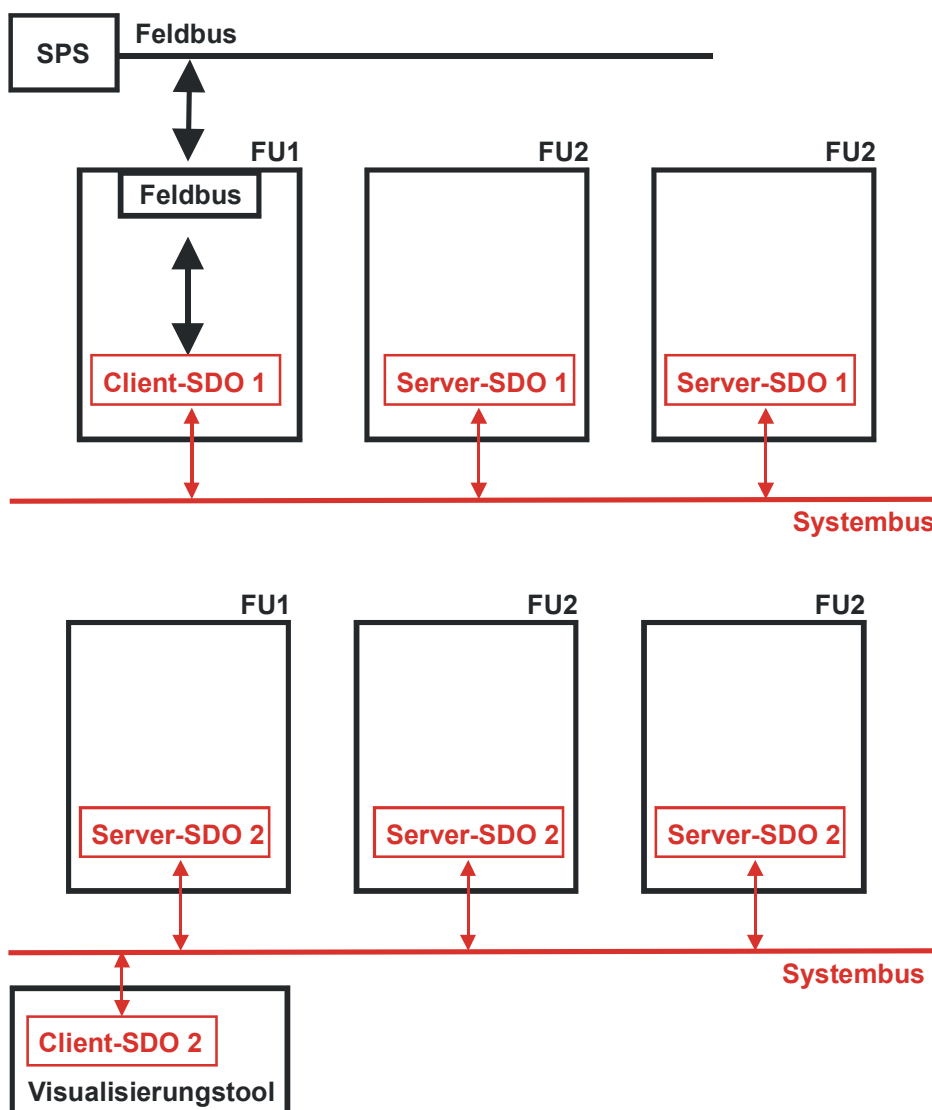 Feldbus
SPS
FU1
FU2
FU2
Feldbus
Client-SDO 1
Server-SDO 1
Server-SDO 1
Systembus
FU1
FU2
FU2
Server-SDO 2
Server-SDO 2
Server-SDO 2
Systembus
Client-SDO 2
Visualisierungstool